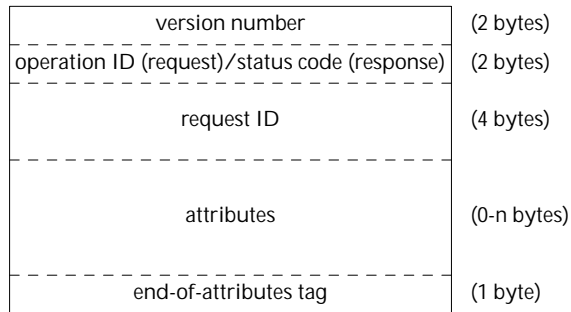 version number (2 bytes)
operation ID (request)/status code (response) (2 bytes)
request ID (4 bytes)
attributes (0-n bytes)
end-of-attributes tag (1 byte)